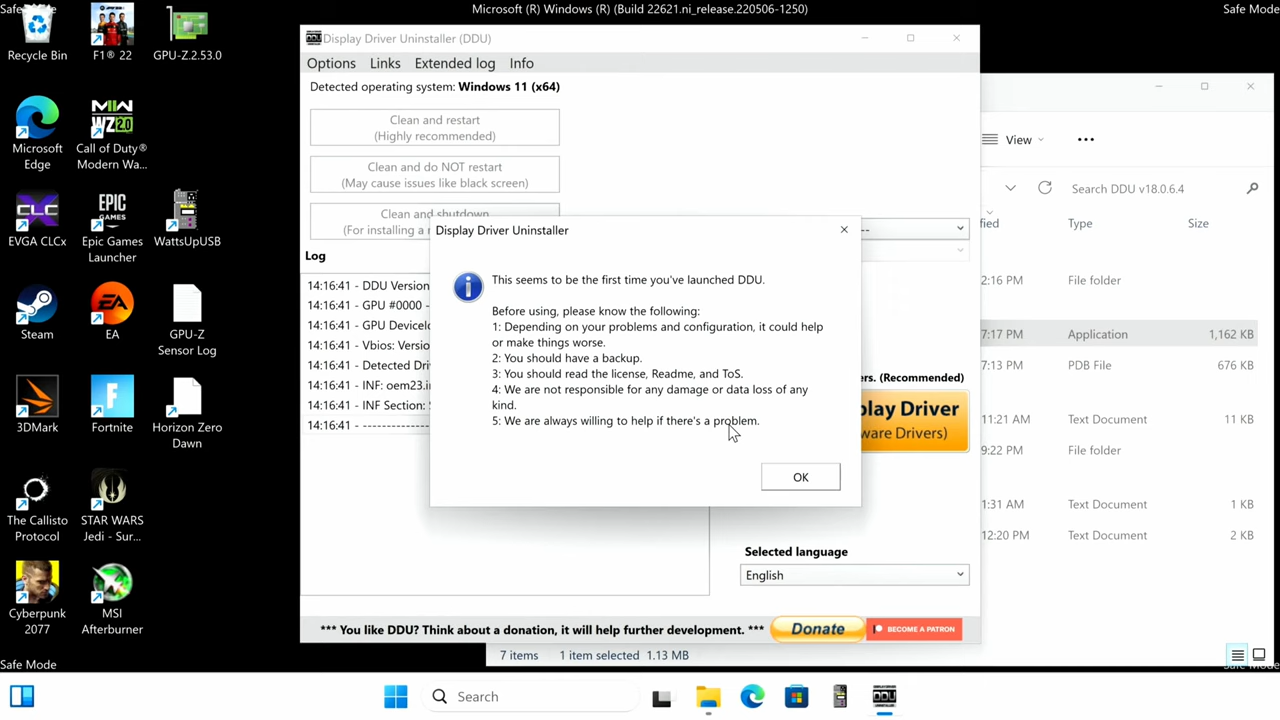 Safe Mode
Microsoft (R) Windows (R) (Build 22621.ni_release.220506-1250)
Safe Mode
Recycle Bin
F1® 22
GPU-Z.2.53.0
Microsoft
Edge
Call of Duty®
Modern Wa...
EVGA CLCx
Epic Games
Launcher
WattsUpUSB
Steam
EA
GPU-Z
Sensor Log
3DMark
Fortnite
Horizon Zero
Dawn
The Callisto
Protocol
STAR WARS
Jedi - Sur...
Cyberpunk
2077
MSI
Afterburner
Safe Mode
Display Driver Uninstaller (DDU)
Options Links Extended log Info
Detected operating system: Windows 11 (x64)
Clean and restart
(Highly recommended)
Clean and do NOT restart
(May cause issues like black screen)
Clean and shutdown
(For installing a n
Log
14:16:41 - DDU Version
14:16:41 - GPU #0000 -
14:16:41 - GPU DeviceId
14:16:41 - Vbios: Versio
14:16:41 - Detected Dri
14:16:41 - INF: oem23.in
14:16:41 - INF Section: S
14:16:41 - --------------
Display Driver Uninstaller
This seems to be the first time you've launched DDU.
Before using, please know the following:
1: Depending on your problems and configuration, it could help
or make things worse.
2: You should have a backup.
3: You should read the license, Readme, and ToS.
4: We are not responsible for any damage or data loss of any
kind.
5: We are always willing to help if there's a problem.
OK
--
ers. (Recommended)
play Driver
ware Drivers)
Selected language
English
*** You like DDU? Think about a donation, it will help further development. ***
Donate
BECOME A PATRON
View
Search DDU v18.0.6.4
fied Type Size
2:16 PM File folder
7:17 PM Application 1,162 KB
7:13 PM PDB File 676 KB
11:21 AM Text Document 11 KB
9:22 PM File folder
1:31 AM Text Document 1 KB
12:20 PM Text Document 2 KB
7 items 1 item selected 1.13 MB
Search
DDU